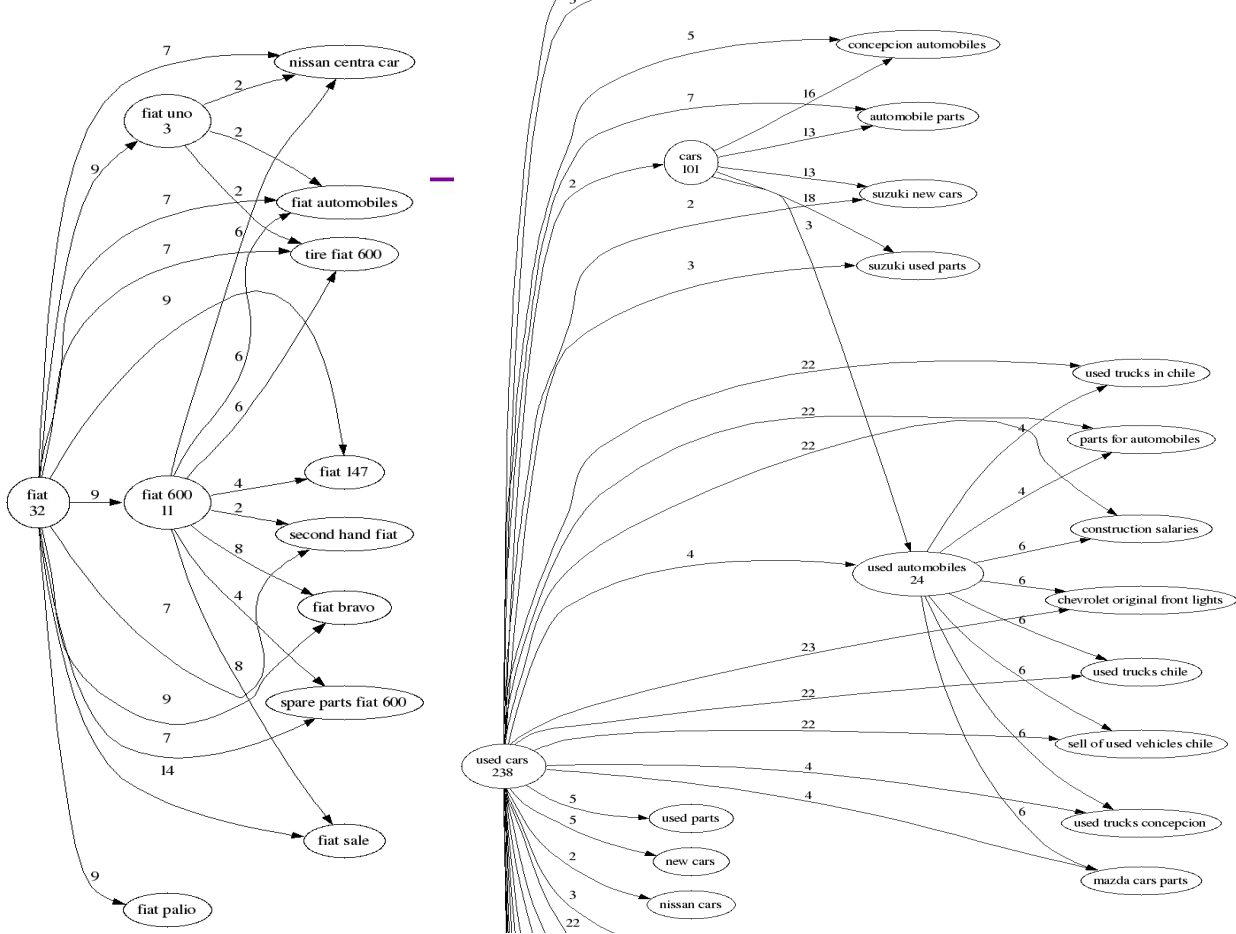 7
nissan centra car
2
fiat uno
3
2
9
2
7
fiat automobiles
6
7
tire fiat 600
9
6
6
fiat 147
4
fiat
32
9
fiat 600
11
2
second hand fiat
8
fiat bravo
4
7
8
9
spare parts fiat 600
7
14
fiat sale
9
fiat palio
5
concepcion automobiles
16
7
automobile parts
13
cars
101
13
2
suzuki new cars
18
2
3
suzuki used parts
3
22
used trucks in chile
22
4
parts for automobiles
22
4
construction salaries
6
4
used automobiles
24
6
chevrolet original front lights
6
23
used trucks chile
6
22
22
6
sell of used vehicles chile
used cars
238
4
4
6
used trucks concepcion
mazda cars parts
5
used parts
5
new cars
2
nissan cars
3
22